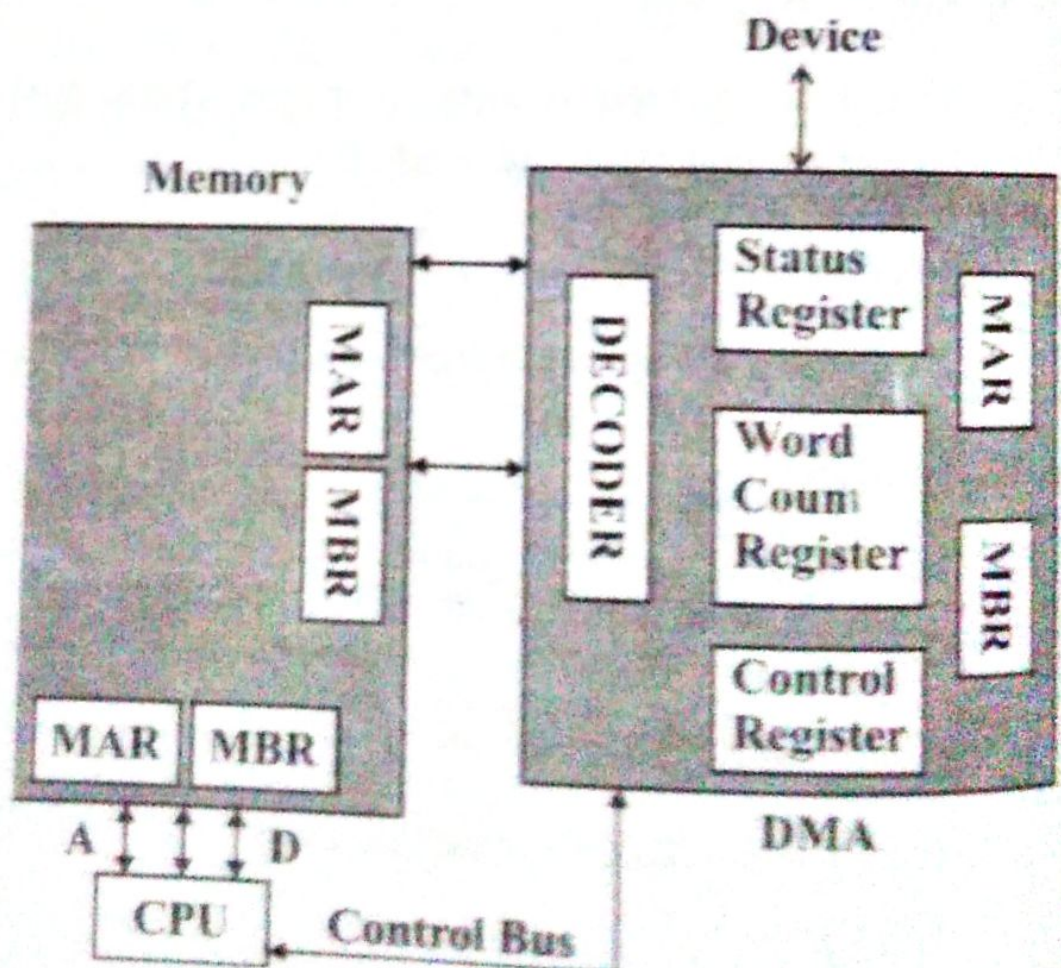 Device
Memory
Status
Register
MAR
DECODER
MAR
Word
Coun
Register
MBR
MBR
Control
Register
MAR
MBR
A
D
DMA
CPU
Control Bus